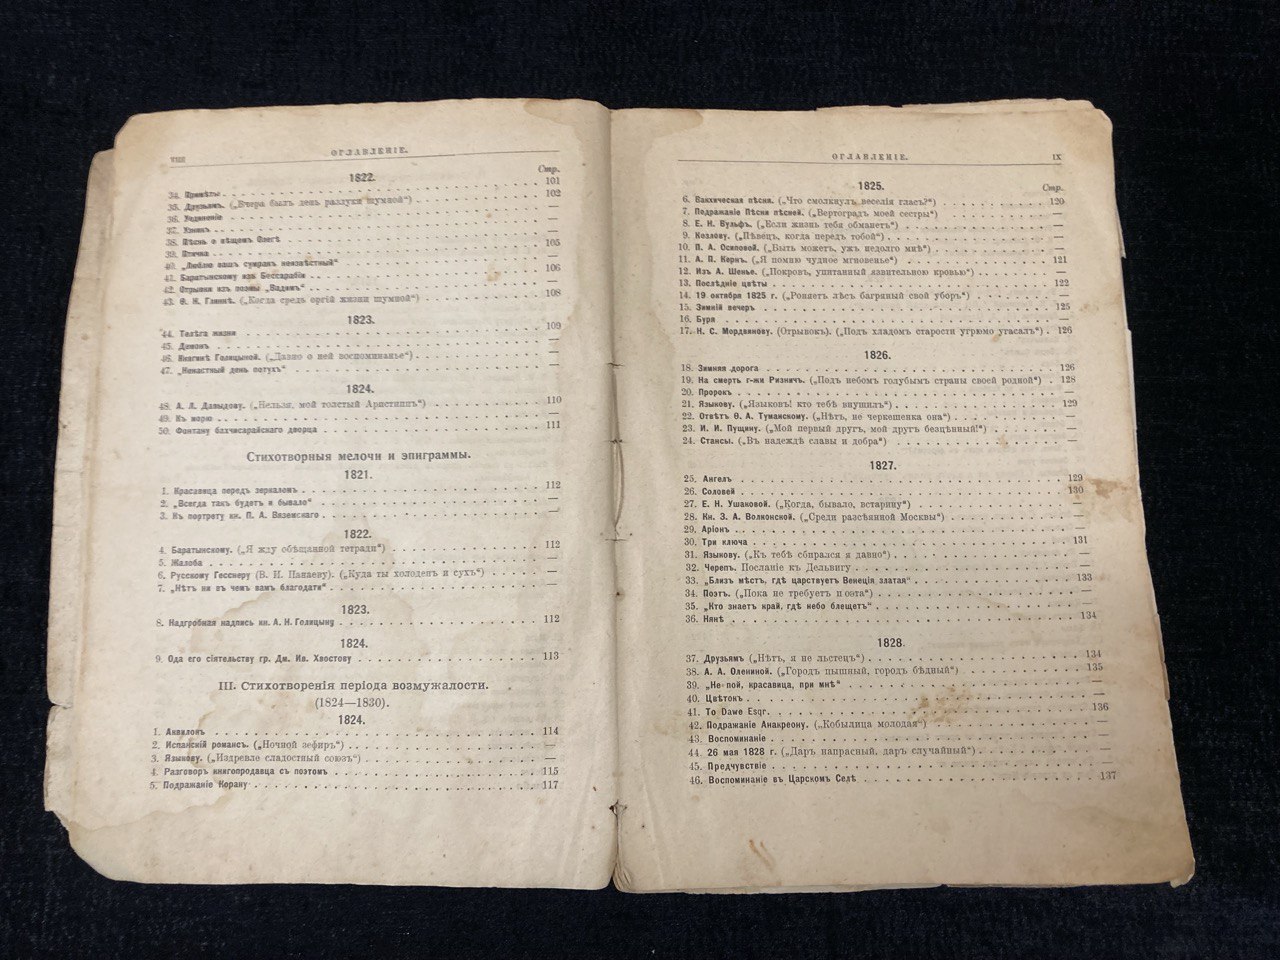 VIII
ОГЛАВЛЕНІЕ.
1822.
Стр.
34. Примѣты 101
35. Друзьямъ. („Вчера былъ день разлуки шумной“) 102
36. Уединеніе —
37. Узникъ —
38. Пѣснь о вѣщемъ Олегѣ —
39. Птичка 105
40. „Люблю вашъ сумракъ неизвѣстный“ —
41. Баратынскому изъ Бессарабіи 106
42. Отрывки изъ поэмы „Вадимъ“ —
43. Ѳ. Н. Глинкѣ. („Когда средь оргій жизни шумной“) 108
1823.
44. Телѣга жизни 109
45. Демонъ —
46. Княгинѣ Голицыной. („Давно о ней воспоминанье“) —
47. „Ненастный день потухъ“ —
1824.
48. А. Л. Давыдову. („Нельзя, мой толстый Аристиппъ“) 110
49. Къ морю —
50. Фонтану бахчисарайскаго дворца 111
Стихотворныя мелочи и эпиграммы.
1821.
1. Красавица передъ зеркаломъ 112
2. „Всегда такъ будетъ и бывало“ —
3. Къ портрету кн. П. А. Вяземскаго —
1822.
4. Баратынскому. („Я жду обѣщанной тетради“) 112
5. Жалоба —
6. Русскому Гесснеру (В. И. Панаеву). („Куда ты холоденъ и сухъ“) —
7. „Нѣтъ ни въ чемъ вамъ благодати“ —
1823.
8. Надгробная надпись кн. А. Н. Голицыну 112
1824.
9. Ода его сіятельству гр. Дм. Ив. Хвостову 113
III. Стихотворенія періода возмужалости.
(1824—1830).
1824.
1. Аквилонъ 114
2. Испанскій романсъ. („Ночной зефиръ“) —
3. Языкову. („Издревле сладостный союзъ“) —
4. Разговоръ книгопродавца съ поэтомъ 115
5. Подражаніе Корану 117
ОГЛАВЛЕНІЕ.
IX
1825.
Стр.
6. Вакхическая пѣсня. („Что смолкнулъ веселія гласъ?“) 120
7. Подражаніе Пѣсни пѣсней. („Вертоградъ моей сестры“) —
8. Е. Н. Вульфъ. („Если жизнь тебя обманетъ“) —
9. Козлову. („Пѣвецъ, когда передъ тобой“) —
10. П. А. Осиповой. („Быть можетъ, ужъ недолго мнѣ“) —
11. А. П. Кернъ. („Я помню чудное мгновенье“) 121
12. Изъ А. Шенье. („Покровъ, упитанный язвительною кровью“) —
13. Послѣдніе цвѣты 122
14. 19 октября 1825 г. („Роняетъ лѣсъ багряный свой уборъ“) —
15. Зимній вечеръ 125
16. Буря —
17. Н. С. Мордвинову. (Отрывокъ). („Подъ хладомъ старости угрюмо угасалъ“) 126
1826.
18. Зимняя дорога 126
19. На смерть г-жи Ризничъ. („Подъ небомъ голубымъ страны своей родной“) 128
20. Пророкъ —
21. Языкову. („Языковъ! кто тебѣ внушилъ“) 129
22. Отвѣтъ Ѳ. А. Туманскому. („Нѣтъ, не черкешенка она“) —
23. И. И. Пущину. („Мой первый другъ, мой другъ безцѣнный!“) —
24. Стансы. („Въ надеждѣ славы и добра“) —
1827.
25. Ангелъ 129
26. Соловей 130
27. Е. Н. Ушаковой. („Когда, бывало, встарину“) —
28. Кн. З. А. Волконской. („Среди разсѣянной Москвы“) —
29. Аріонъ —
30. Три ключа 131
31. Языкову. („Къ тебѣ сбирался я давно“) —
32. Черепъ. Посланіе къ Дельвигу —
33. „Близъ мѣстъ, гдѣ царствуетъ Венеція златая“ 133
34. Поэтъ. („Пока не требуетъ поэта“) —
35. „Кто знаетъ край, гдѣ небо блещетъ“ —
36. Нянѣ 134
1828.
37. Друзьямъ („Нѣтъ, я не льстецъ“) 134
38. А. А. Олениной. („Городъ пышный, городъ бѣдный“) 135
39. „Не пой, красавица, при мнѣ“ —
40. Цвѣтокъ —
41. To Dawe Esqr. 136
42. Подражаніе Анакреону. („Кобылица молодая“) —
43. Воспоминаніе —
44. 26 мая 1828 г. („Даръ напрасный, даръ случайный“) —
45. Предчувствіе —
46. Воспоминаніе въ Царскомъ Селѣ 137